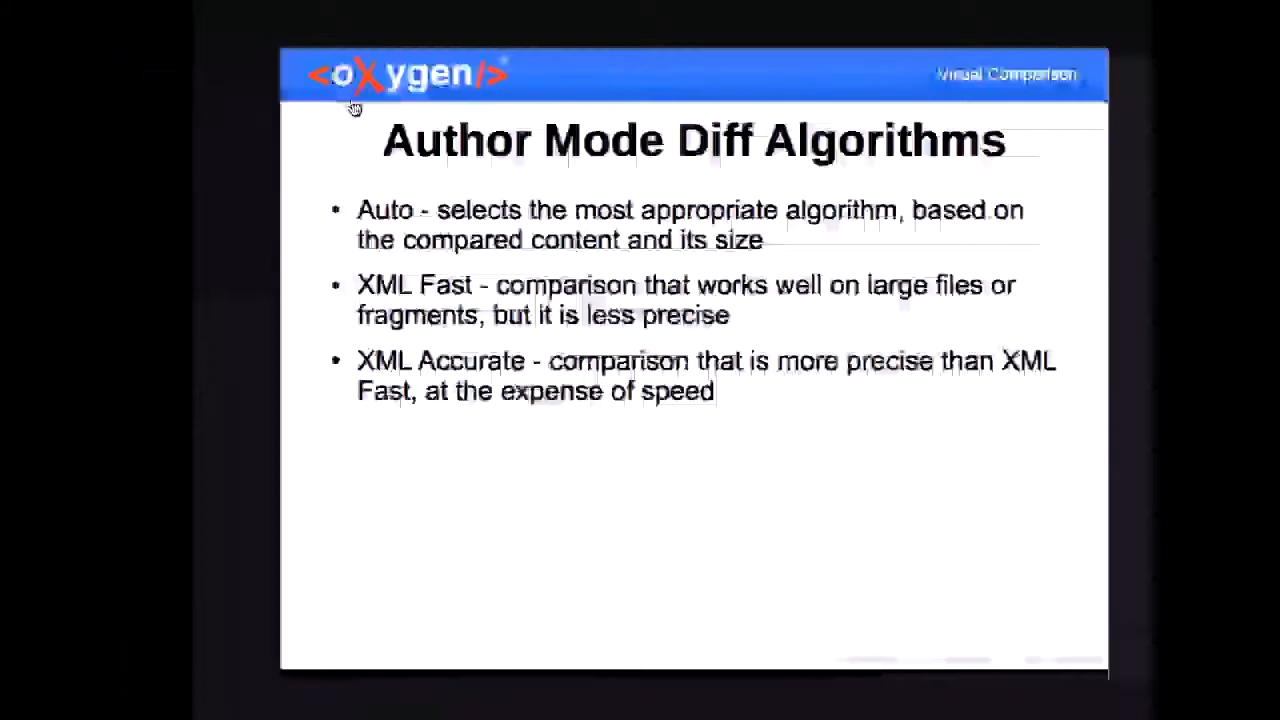 <oXygen/>
Virtual Comparison
Author Mode Diff Algorithms
• Auto - selects the most appropriate algorithm, based on
the compared content and its size
• XML Fast - comparison that works well on large files or
fragments, but it is less precise
• XML Accurate - comparison that is more precise than XML
Fast, at the expense of speed